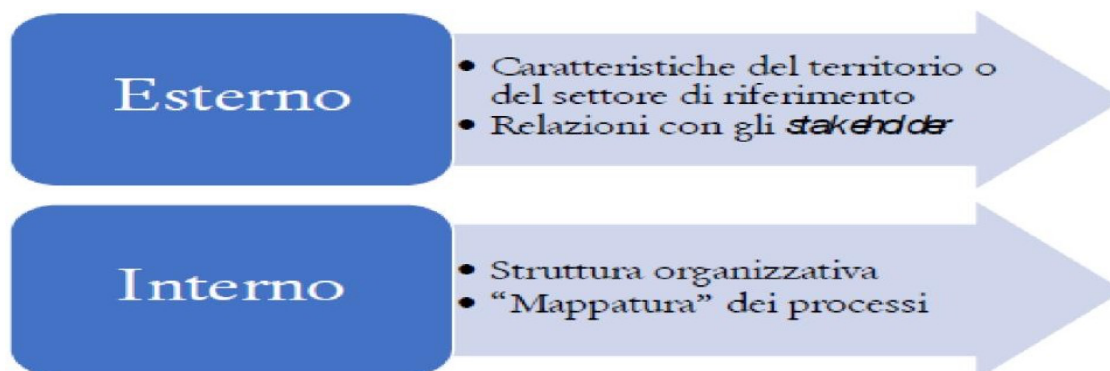 Esterno
• Caratteristiche del territorio o
del settore di riferimento
• Relazioni con gli stakeholder
Interno
• Struttura organizzativa
• “Mappatura” dei processi